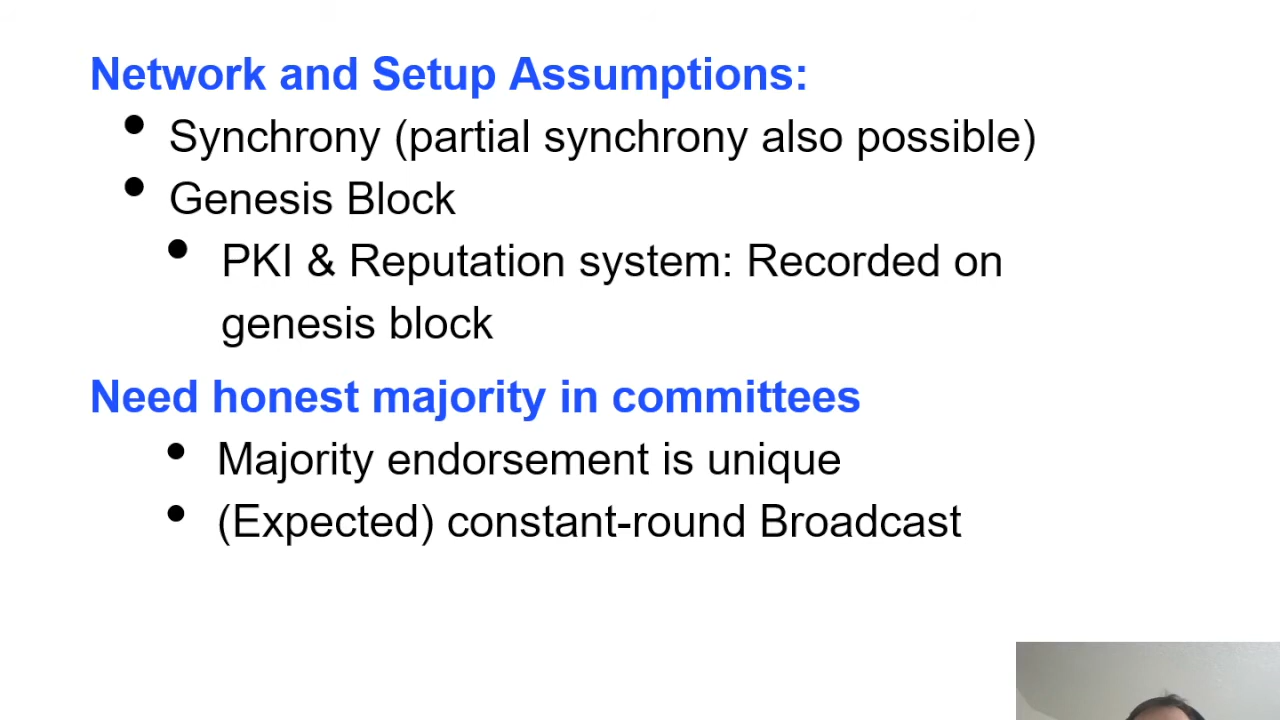 Network and Setup Assumptions:
• Synchrony (partial synchrony also possible)
• Genesis Block
• PKI & Reputation system: Recorded on
genesis block
Need honest majority in committees
• Majority endorsement is unique
• (Expected) constant-round Broadcast